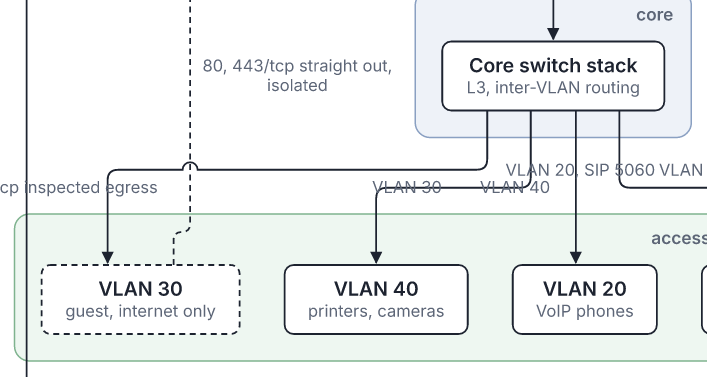 core
Core switch stack
L3, inter-VLAN routing
80, 443/tcp straight out,
isolated
VLAN 20, SIP 5060 VLAN
inspected egress
VLAN 30
VLAN 40
access
VLAN 30
guest, internet only
VLAN 40
printers, cameras
VLAN 20
VoIP phones